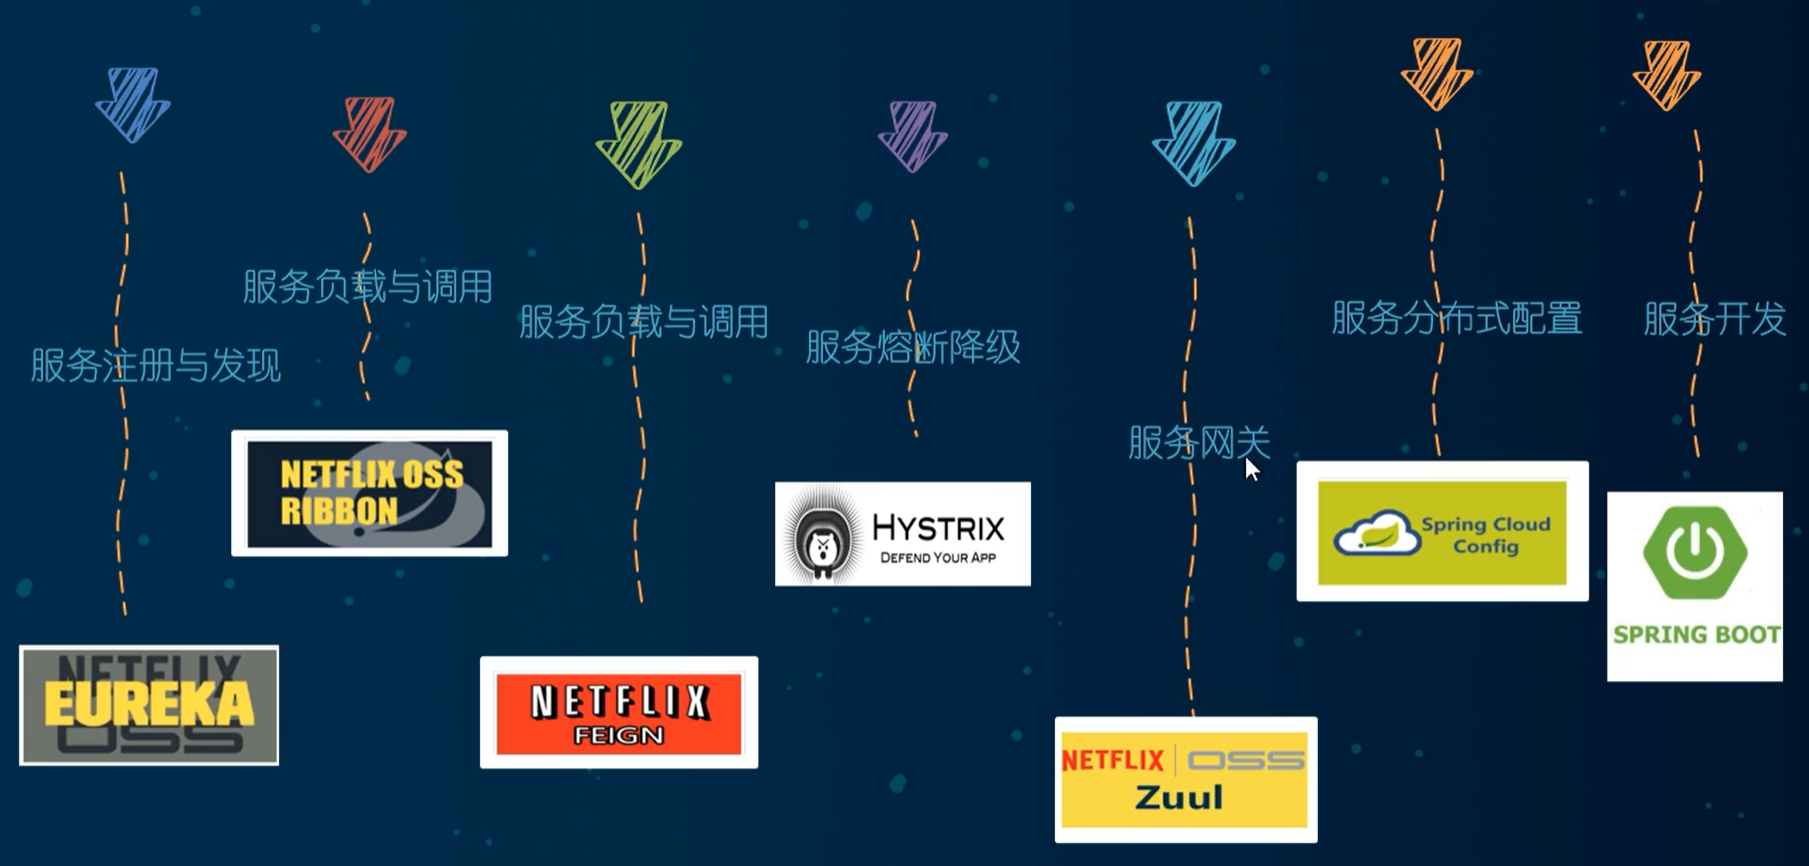 服务注册与发现
NETFLIX
EUREKA
OSS
服务负载与调用
NETFLIX OSS
RIBBON
服务负载与调用
NETFLIX
FEIGN
服务熔断降级
HYSTRIX
DEFEND YOUR APP
服务网关
NETFLIX | OSS
Zuul
服务分布式配置
Spring Cloud
Config
服务开发
SPRING BOOT